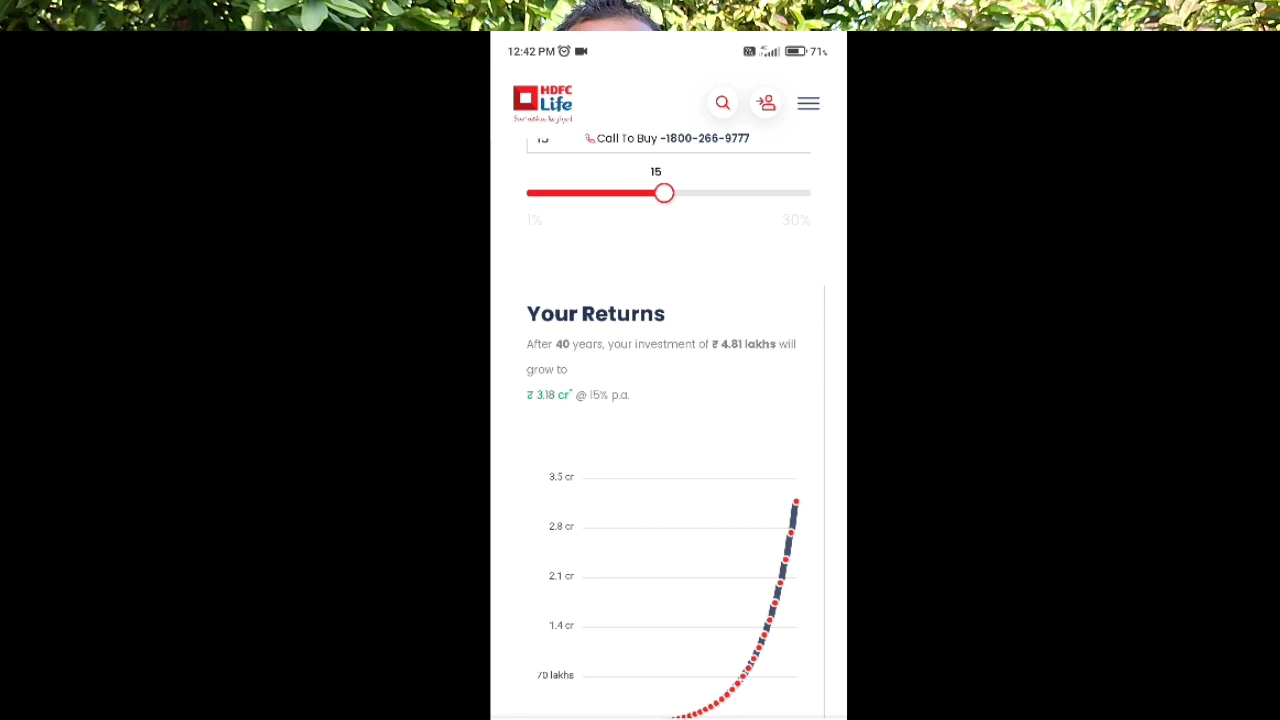 12:42 PM
71%
HDFC
Life
Call To Buy -1800-266-9777
15
1%
30%
Your Returns
After 40 years, your investment of ₹ 4.81 lakhs will
grow to
₹ 3.18 cr* @ 15% p.a.
3.5 cr
2.8 cr
2.1 cr
1.4 cr
70 lakhs